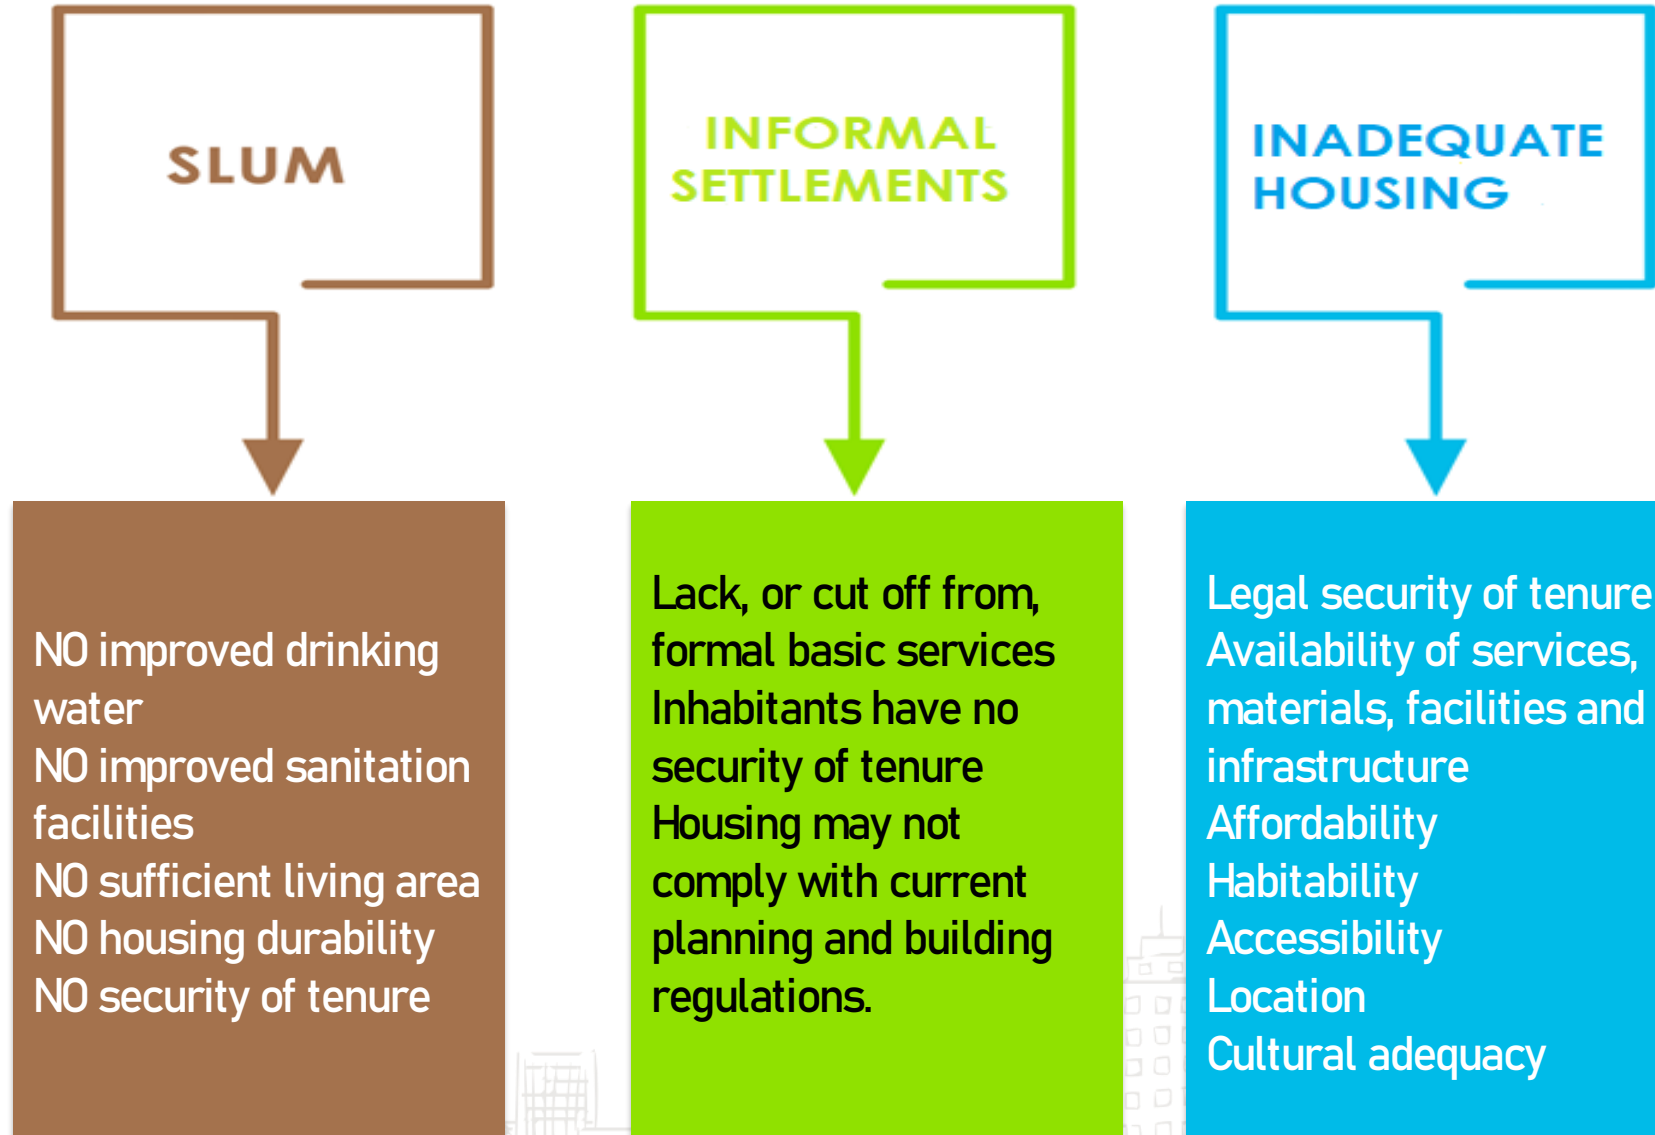 SLUM
NO improved drinking
water
NO improved sanitation
facilities
NO sufficient living area
NO housing durability
NO security of tenure
INFORMAL
SETTLEMENTS
Lack, or cut off from,
formal basic services
Inhabitants have no
security of tenure
Housing may not
comply with current
planning and building
regulations.
INADEQUATE
HOUSING
Legal security of tenure
Availability of services,
materials, facilities and
infrastructure
Affordability
Habitability
Accessibility
Location
Cultural adequacy